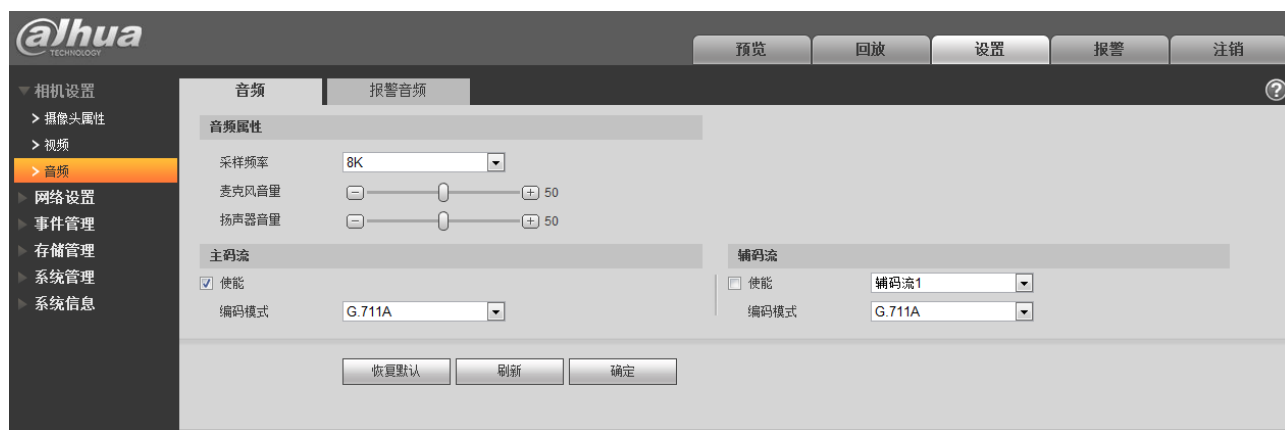 alhua
TECHNOLOGY
预览 回放 设置 报警 注销
相机设置
摄像头属性
视频
音频
网络设置
事件管理
存储管理
系统管理
系统信息
音频 报警音频
?
音频属性
采样频率 8K
麦克风音量 50
扬声器音量 50
主码流
使能
编码模式 G.711A
辅码流
使能 辅码流1
编码模式 G.711A
恢复默认 刷新 确定